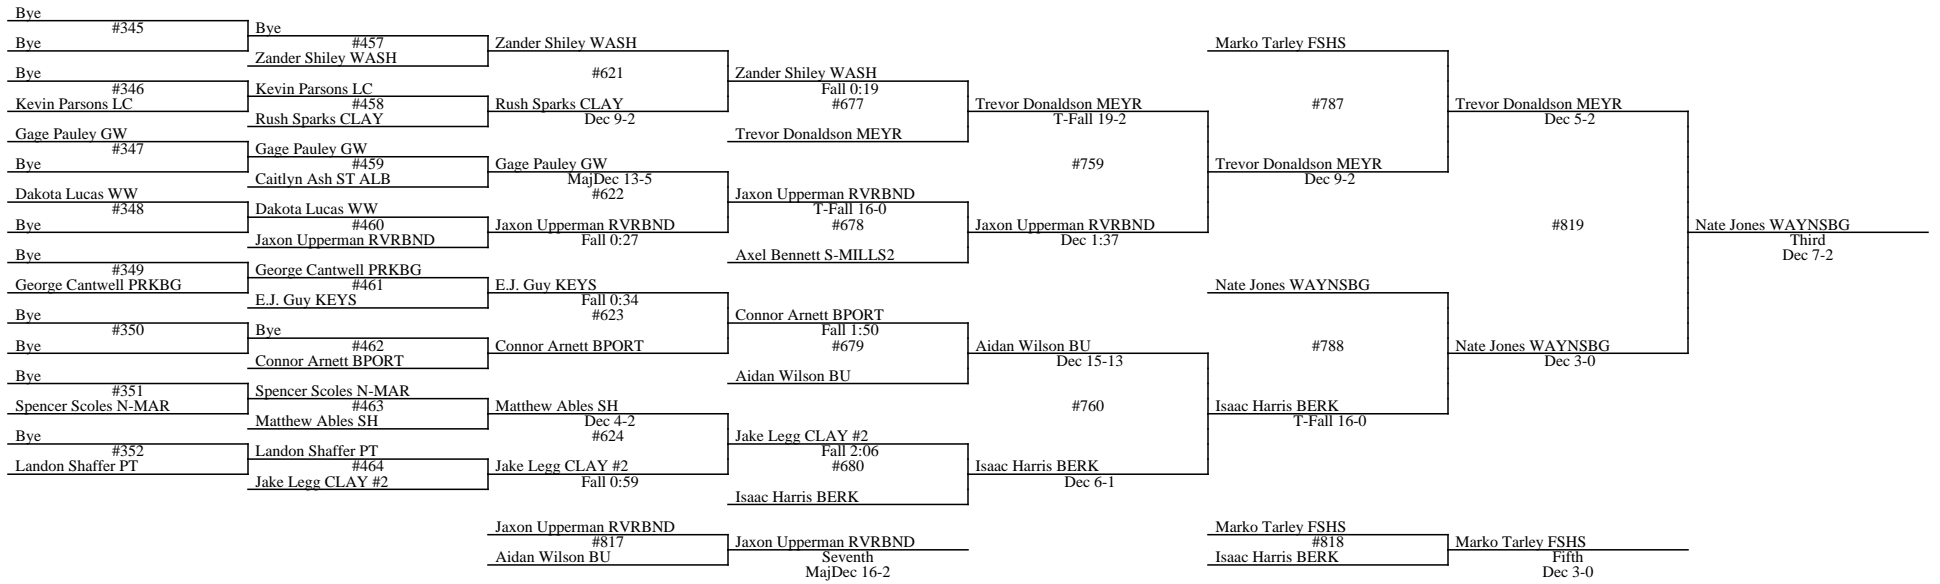 Bye
#345
Bye
Bye
#346
Kevin Parsons LC
Gage Pauley GW
#347
Bye
Dakota Lucas WW
#348
Bye
Bye
#349
George Cantwell PRKBG
Bye
#350
Bye
Bye
#351
Spencer Scoles N-MAR
Bye
#352
Landon Shaffer PT
Bye
#457
Zander Shiley WASH
Kevin Parsons LC
#458
Rush Sparks CLAY
Gage Pauley GW
#459
Caitlyn Ash ST ALB
Dakota Lucas WW
#460
Jaxon Upperman RVRBND
George Cantwell PRKBG
#461
E.J. Guy KEYS
Bye
#462
Connor Arnett BPORT
Spencer Scoles N-MAR
#463
Matthew Ables SH
Landon Shaffer PT
#464
Jake Legg CLAY #2
Zander Shiley WASH
#621
Rush Sparks CLAY
Dec 9-2
Gage Pauley GW
MajDec 13-5
#622
Jaxon Upperman RVRBND
Fall 0:27
E.J. Guy KEYS
Fall 0:34
#623
Connor Arnett BPORT
Matthew Ables SH
Dec 4-2
#624
Jake Legg CLAY #2
Fall 0:59
Zander Shiley WASH
Fall 0:19
#677
Trevor Donaldson MEYR
Jaxon Upperman RVRBND
T-Fall 16-0
#678
Axel Bennett S-MILLS2
Connor Arnett BPORT
Fall 1:50
#679
Aidan Wilson BU
Jake Legg CLAY #2
Fall 2:06
#680
Isaac Harris BERK
Trevor Donaldson MEYR
T-Fall 19-2
#759
Jaxon Upperman RVRBND
Dec 1:37
Aidan Wilson BU
Dec 15-13
#760
Isaac Harris BERK
Dec 6-1
Marko Tarley FSHS
#787
Trevor Donaldson MEYR
Dec 9-2
Nate Jones WAYNSBG
#788
Isaac Harris BERK
T-Fall 16-0
Trevor Donaldson MEYR
Dec 5-2
#819
Nate Jones WAYNSBG
Dec 3-0
Nate Jones WAYNSBG
Third
Dec 7-2
Jaxon Upperman RVRBND
#817
Aidan Wilson BU
Jaxon Upperman RVRBND
Seventh
MajDec 16-2
Marko Tarley FSHS
#818
Isaac Harris BERK
Marko Tarley FSHS
Fifth
Dec 3-0